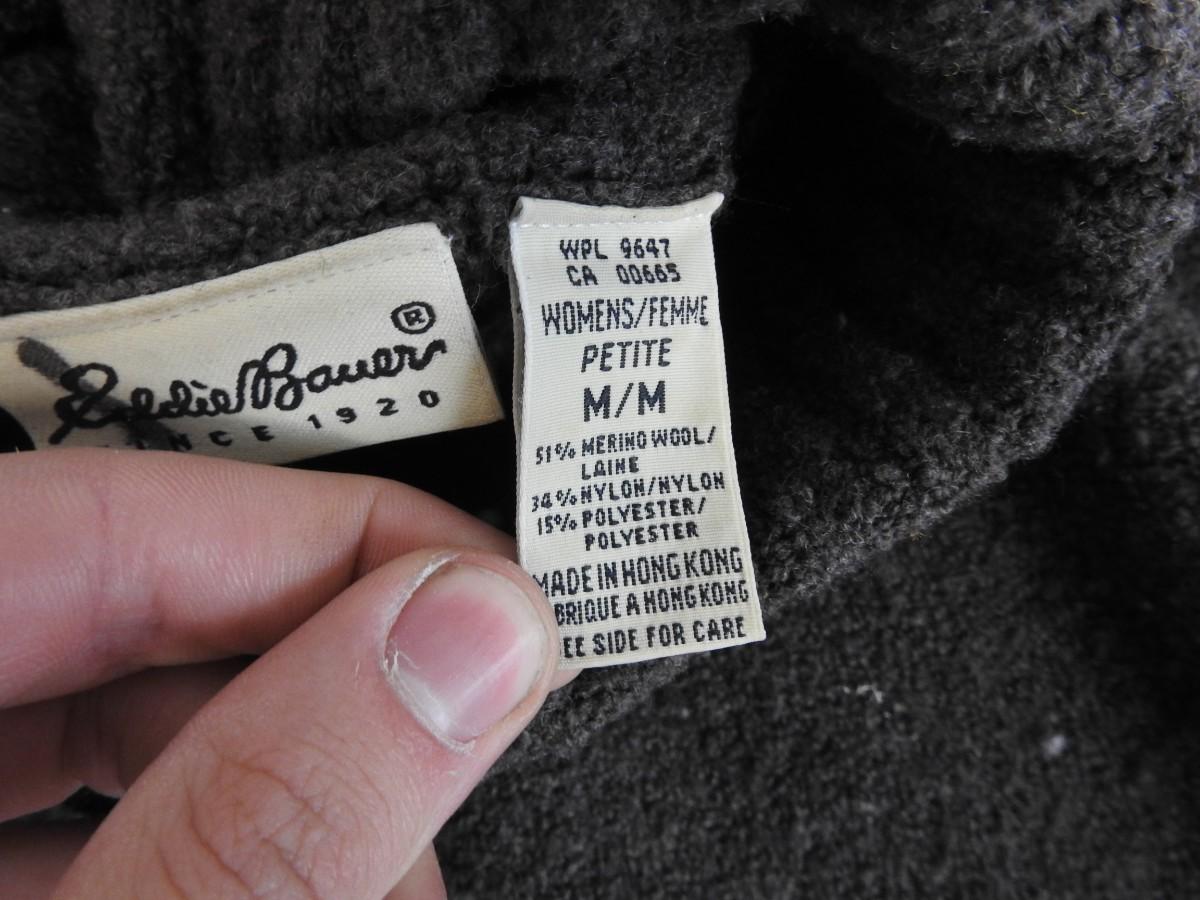 Eddie Bauer®
SINCE 1920
WPL 9647
CA 00665
WOMENS/FEMME
PETITE
M/M
51% MERINO WOOL/
LAINE
34% NYLON/NYLON
15% POLYESTER/
POLYESTER
MADE IN HONG KONG
BRIQUE A HONG KONG
EE SIDE FOR CARE